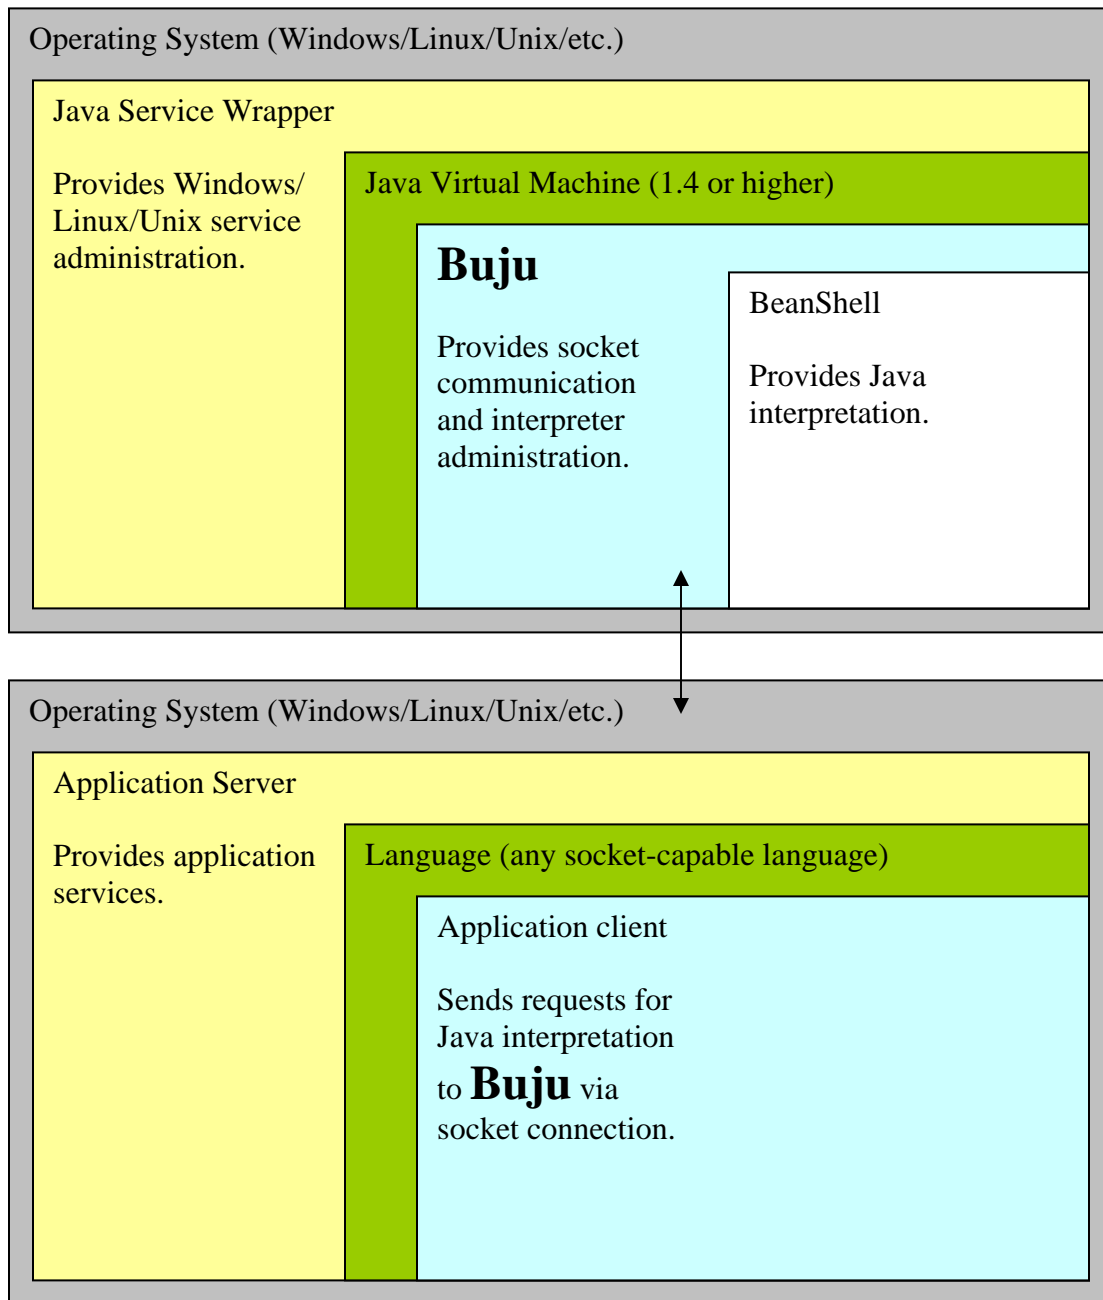 Operating System (Windows/Linux/Unix/etc.)
Java Service Wrapper
Provides Windows/
Linux/Unix service
administration.
Java Virtual Machine (1.4 or higher)
Buju
Provides socket
communication
and interpreter
administration.
BeanShell
Provides Java
interpretation.
Operating System (Windows/Linux/Unix/etc.)
Application Server
Provides application
services.
Language (any socket-capable language)
Application client
Sends requests for
Java interpretation
to Buju via
socket connection.